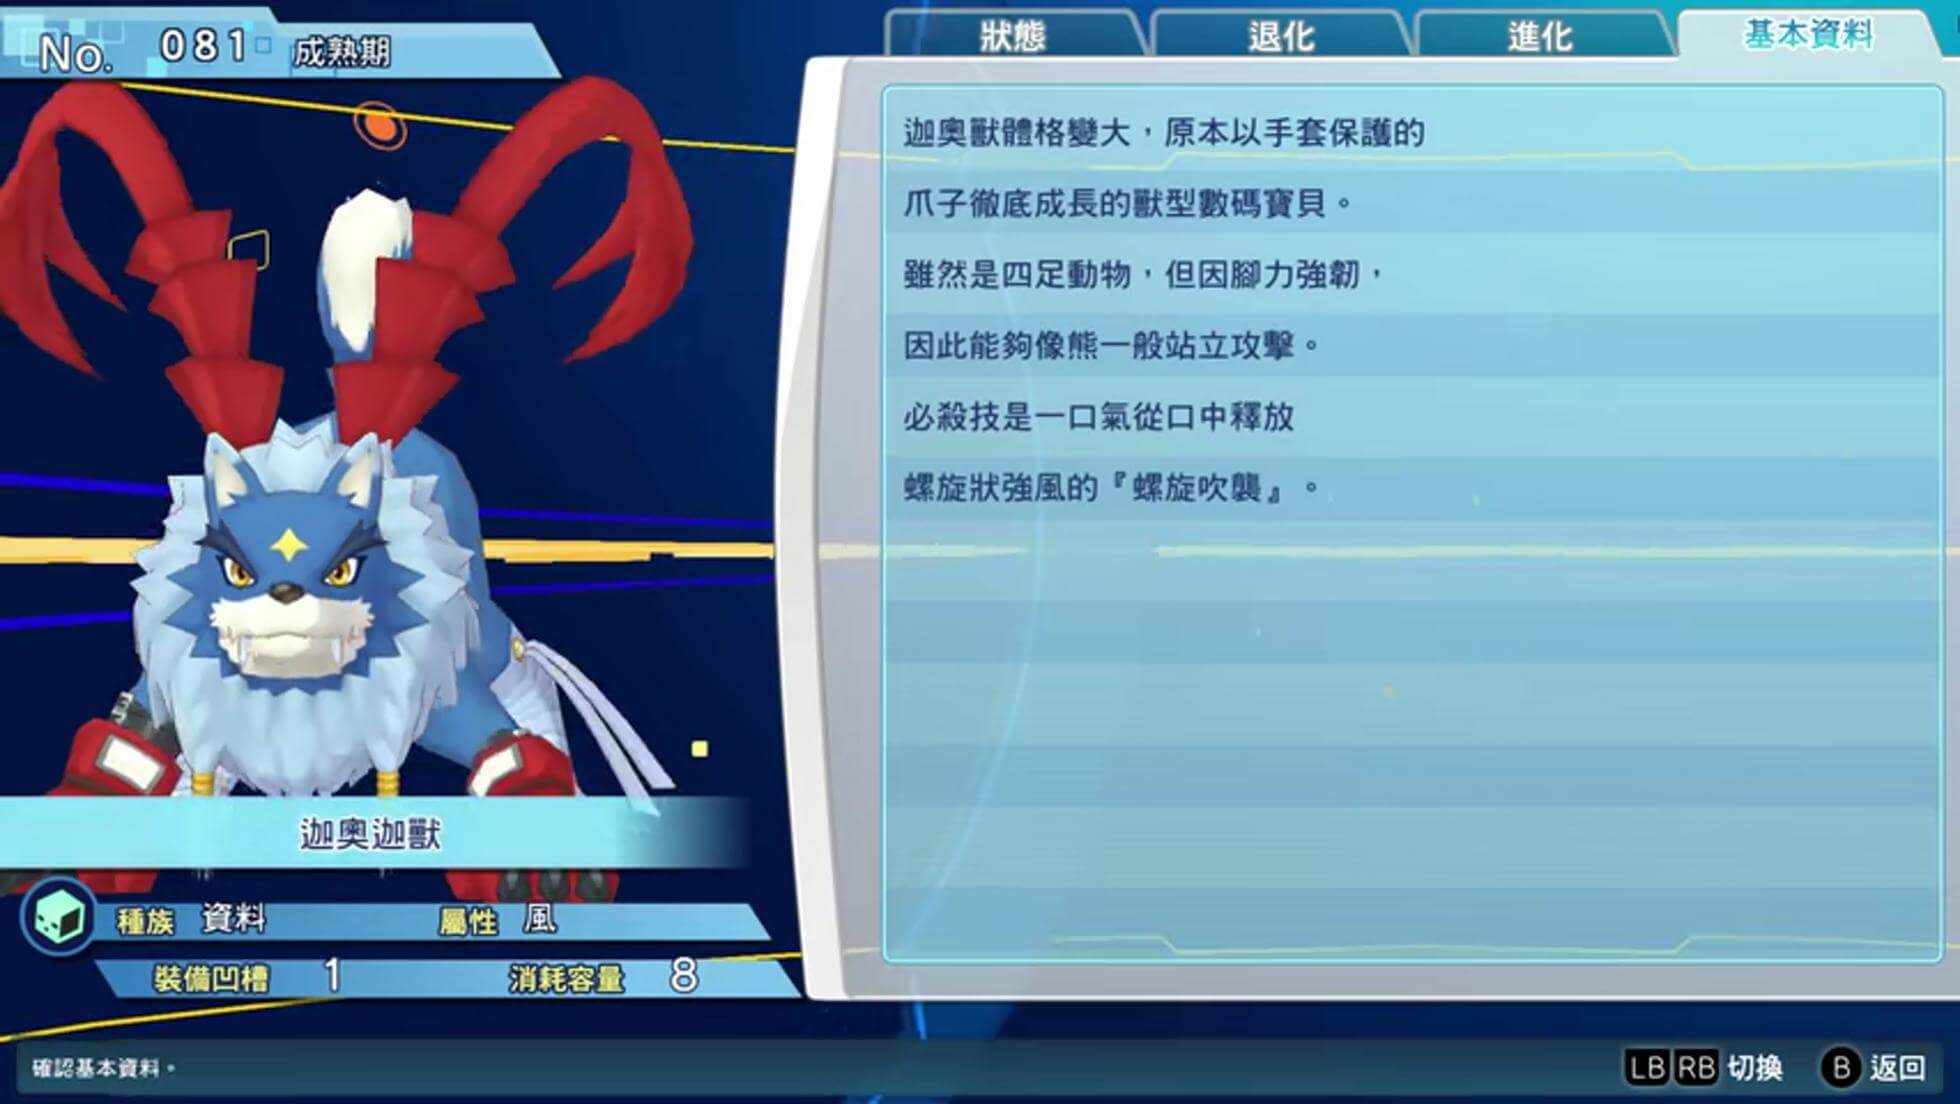 No. 081 成熟期
狀態 退化 進化 基本資料
迦奧獸體格變大，原本以手套保護的
爪子徹底成長的獸型數碼寶貝。
雖然是四足動物，但因腳力強韌，
因此能夠像熊一般站立攻擊。
必殺技是一口氣從口中釋放
螺旋狀強風的『螺旋吹襲』。
迦奧迦獸
種族 資料 屬性 風
裝備凹槽 1 消耗容量 8
確認基本資料。
LB RB 切換 B 返回